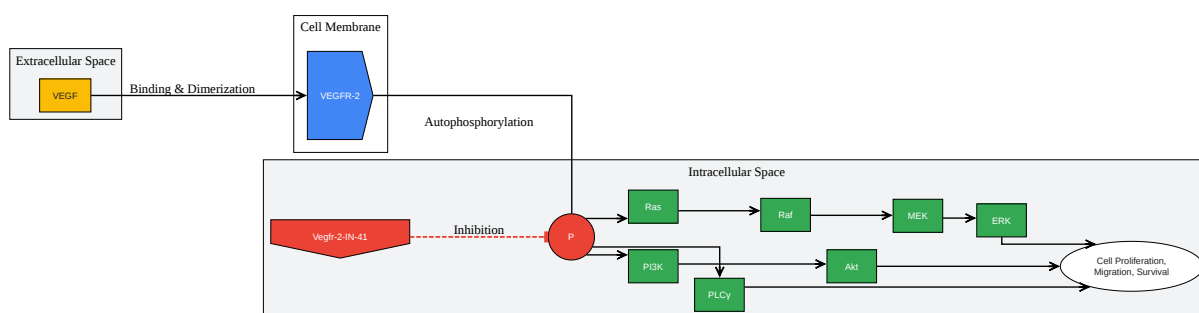 Cell Membrane
Extracellular Space
VEGF
Binding & Dimerization
VEGFR-2
Autophosphorylation
Intracellular Space
Vegfr-2-IN-41
Inhibition
P
Ras
Raf
MEK
ERK
PI3K
Akt
PLCγ
Cell Proliferation,
Migration, Survival